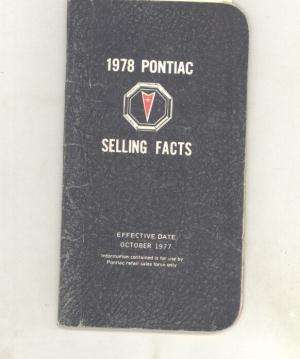 1978 PONTIAC
SELLING FACTS
EFFECTIVE DATE
OCTOBER 1977
Information contained is for use by
Pontiac retail sales force only